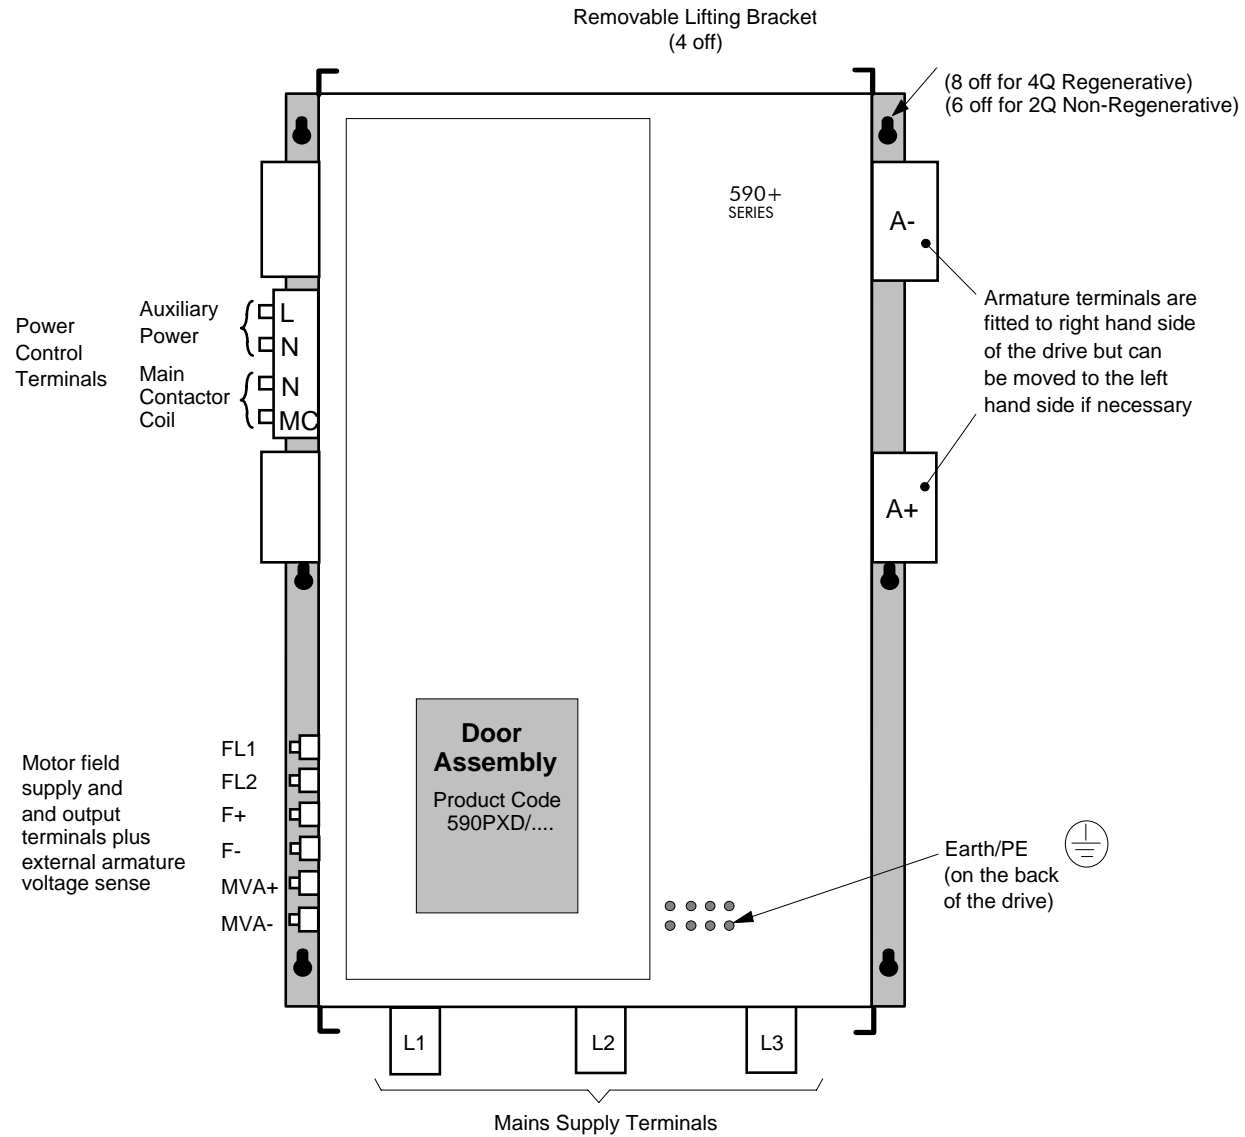 Removable Lifting Bracket
(4 off)
(8 off for 4Q Regenerative)
(6 off for 2Q Non-Regenerative)
590+
SERIES
A-
Armature terminals are
fitted to right hand side
of the drive but can
be moved to the left
hand side if necessary
A+
Power
Control
Terminals
Auxiliary
Power
Main
Contactor
Coil
L
N
N
MC
Motor field
supply and
and output
terminals plus
external armature
voltage sense
FL1
FL2
F+
F-
MVA+
MVA-
Door
Assembly
Product Code
590PXD/....
Earth/PE
(on the back
of the drive)
L1
L2
L3
Mains Supply Terminals